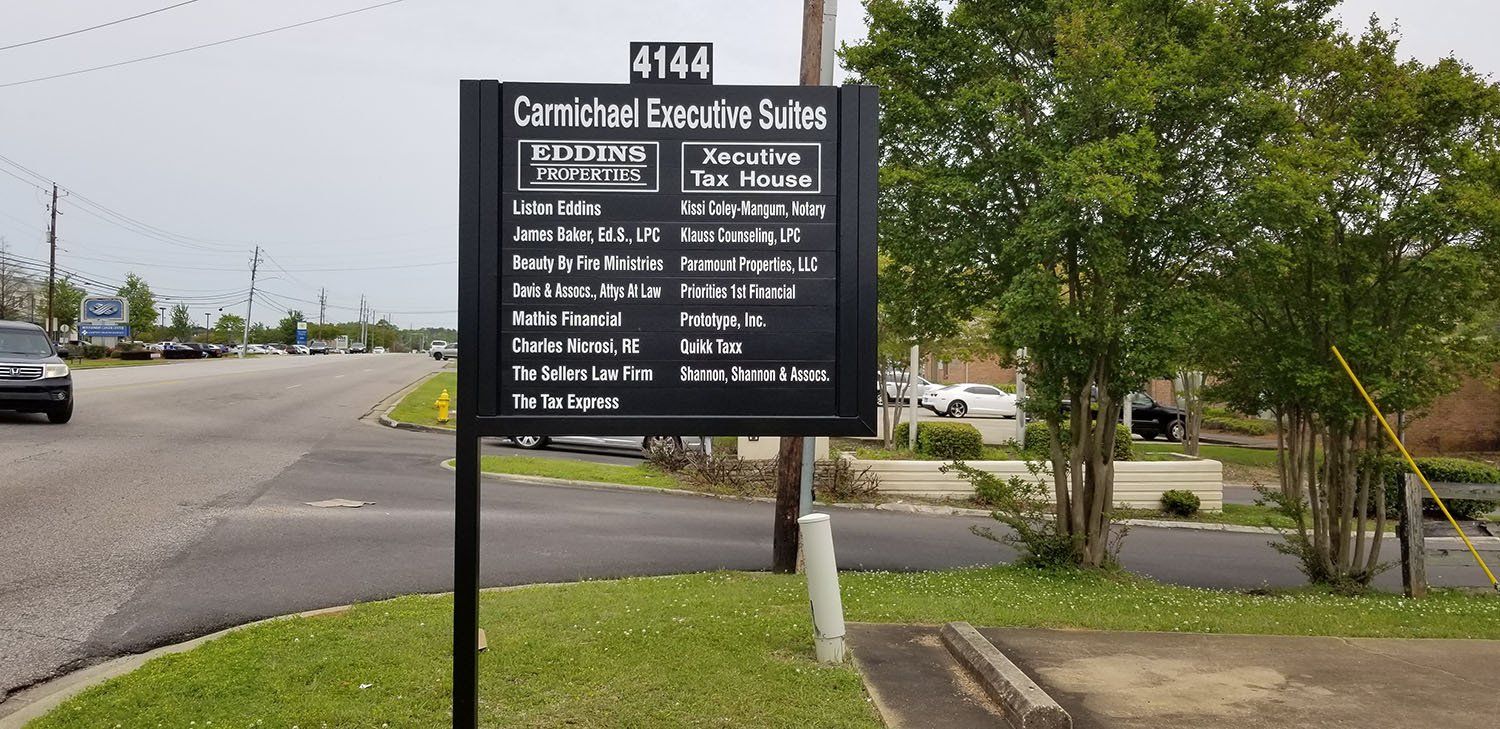 4144
Carmichael Executive Suites
EDDINS
PROPERTIES
Xecutive
Tax House
Liston Eddins
James Baker, Ed.S., LPC
Beauty By Fire Ministries
Davis & Assocs., Attys At Law
Mathis Financial
Charles Nicrosi, RE
The Sellers Law Firm
The Tax Express
Kissi Coley-Mangum, Notary
Klauss Counseling, LPC
Paramount Properties, LLC
Priorities 1st Financial
Prototype, Inc.
Quikk Taxx
Shannon, Shannon & Assocs.